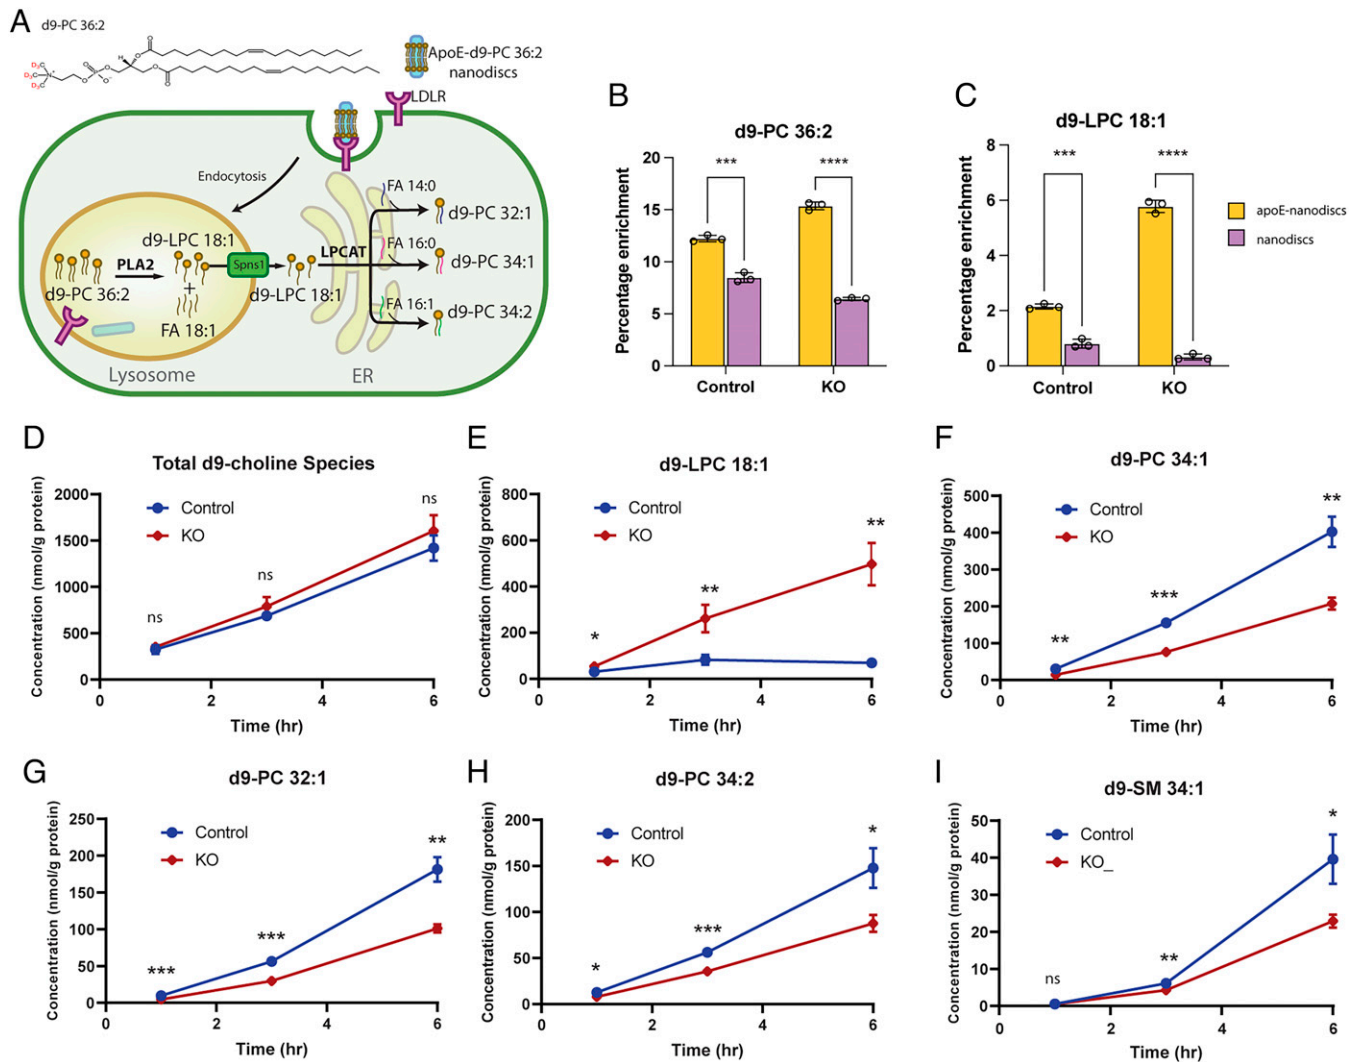 A
d9-PC 36:2
O
O
O
O
P
O
O-
O
H
N+
D3C
D3C
D3C
ApoE-d9-PC 36:2
nanodiscs
LDLR
Endocytosis
FA 14:0
d9-PC 32:1
d9-LPC 18:1
PLA2
Spns1
LPCAT
FA 16:0
d9-PC 34:1
d9-PC 36:2
+
d9-LPC 18:1
FA 16:1
d9-PC 34:2
FA 18:1
Lysosome
ER
B
d9-PC 36:2
Percentage enrichment
20
15
10
5
0
***
****
Control
KO
C
d9-LPC 18:1
Percentage enrichment
8
6
4
2
0
***
****
Control
KO
apoE-nanodiscs
nanodiscs
D
Total d9-choline Species
Concentration (nmol/g protein)
2000
1500
1000
500
0
Control
KO
ns
ns
ns
0
2
4
6
Time (hr)
E
d9-LPC 18:1
Concentration (nmol/g protein)
800
600
400
200
0
Control
KO
*
**
**
0
2
4
6
Time (hr)
F
d9-PC 34:1
Concentration (nmol/g protein)
500
400
300
200
100
0
Control
KO
**
***
**
0
2
4
6
Time (hr)
G
d9-PC 32:1
Concentration (nmol/g protein)
250
200
150
100
50
0
Control
KO
***
***
**
0
2
4
6
Time (hr)
H
d9-PC 34:2
Concentration (nmol/g protein)
200
150
100
50
0
Control
KO
*
***
*
0
2
4
6
Time (hr)
I
d9-SM 34:1
Concentration (nmol/g protein)
50
40
30
20
10
0
Control
KO_
ns
**
*
0
2
4
6
Time (hr)